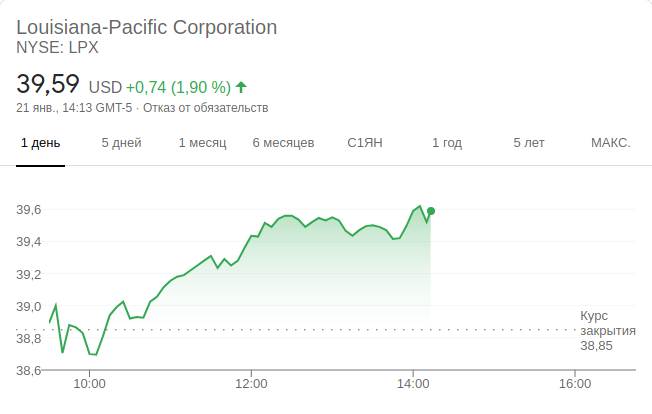 Louisiana-Pacific Corporation
NYSE: LPX
39,59 USD +0,74 (1,90 %)
21 янв., 14:13 GMT-5 · Отказ от обязательств
1 день 5 дней 1 месяц 6 месяцев С1ЯН 1 год 5 лет МАКС.
39,6
39,4
39,2
39,0
38,8
38,6
Курс
закрытия
38,85
10:00 12:00 14:00 16:00